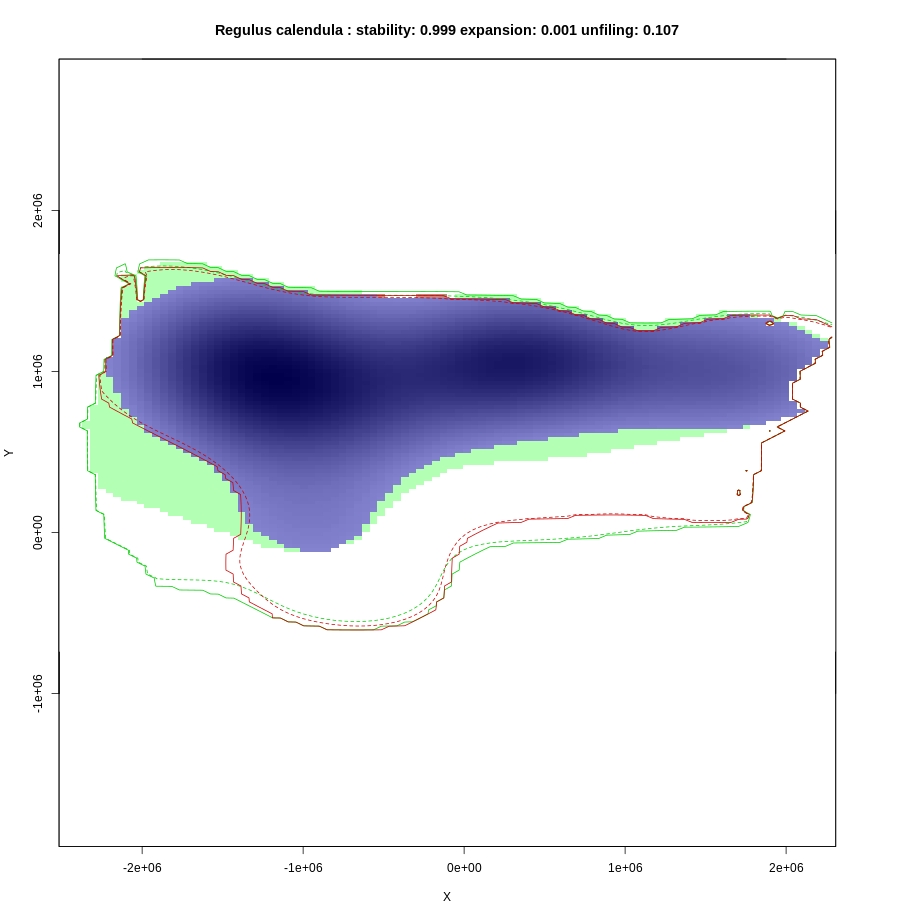 Regulus calendula : stability: 0.999 expansion: 0.001 unfiling: 0.107
2e+06
1e+06
0e+00
-1e+06
Y
-2e+06 -1e+06 0e+00 1e+06 2e+06
X